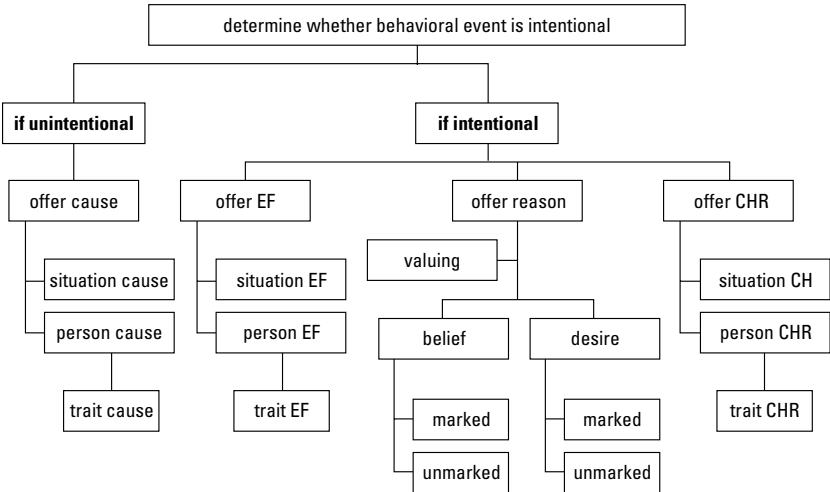 determine whether behavioral event is intentional
if unintentional
if intentional
offer cause
offer EF
offer reason
offer CHR
valuing
situation cause
situation EF
situation CH
person cause
person EF
belief
desire
person CHR
trait cause
trait EF
marked
marked
trait CHR
unmarked
unmarked